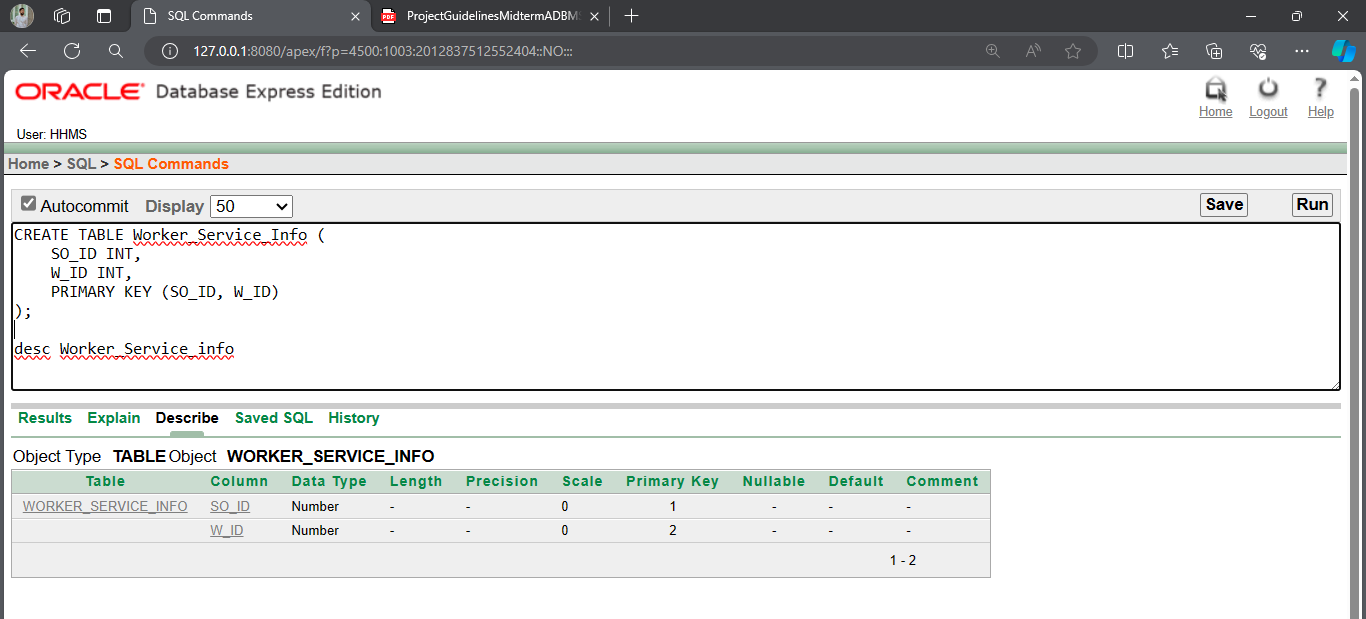 SQL Commands
ProjectGuidelinesMidtermADBMS
127.0.0.1:8080/apex/f?p=4500:1003:2012837512552404::NO:::
ORACLE Database Express Edition
Home Logout Help
User: HHMS
Home > SQL > SQL Commands
Autocommit Display 50 Save Run
CREATE TABLE Worker_Service_Info (
SO_ID INT,
W_ID INT,
PRIMARY KEY (SO_ID, W_ID)
);
desc Worker_Service_info
Results Explain Describe Saved SQL History
Object Type TABLE Object WORKER_SERVICE_INFO
Table Column Data Type Length Precision Scale Primary Key Nullable Default Comment
WORKER_SERVICE_INFO SO_ID Number - - 0 1 - - -
W_ID Number - - 0 2 - - -
1 - 2